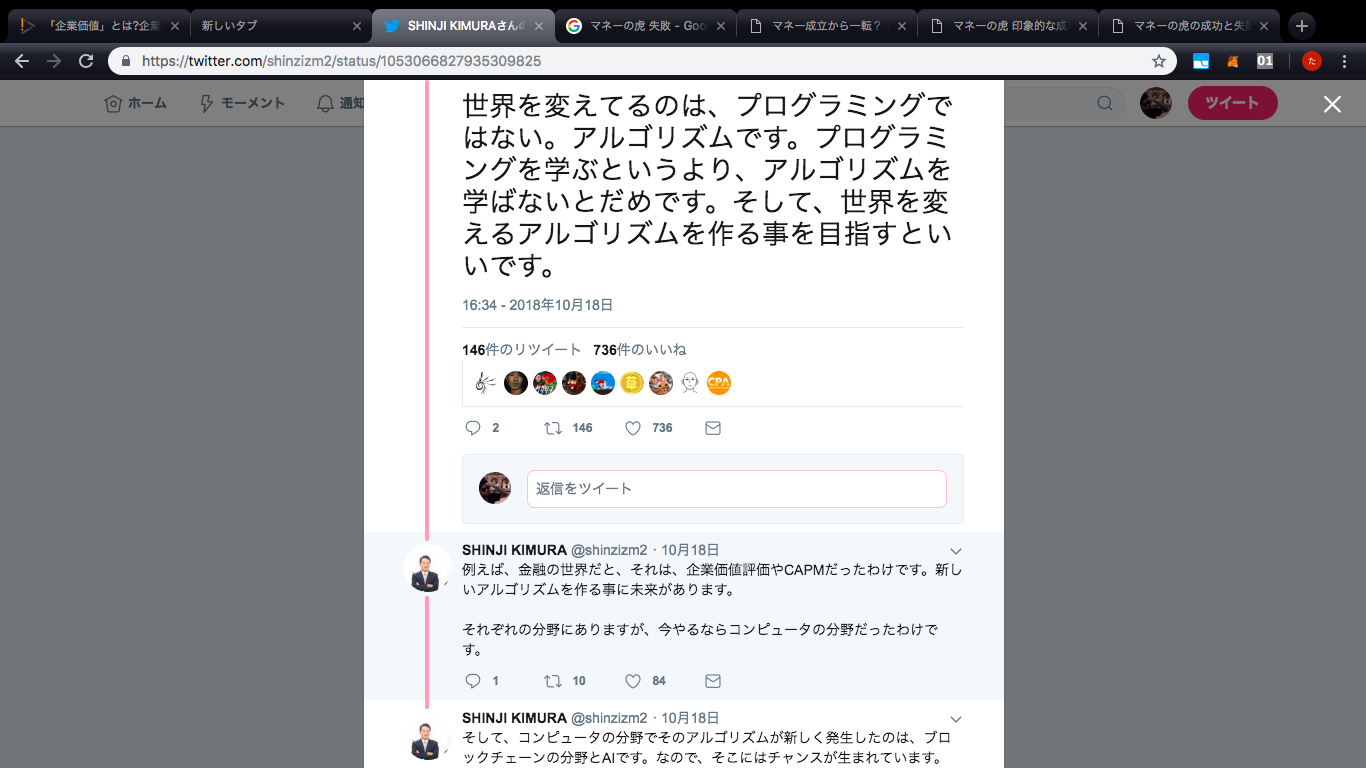 「企業価値」とは?企業
新しいタブ
SHINJI KIMURAさんの
マネーの虎 失敗 - Goo
マネー成立から一転？
マネーの虎 印象的な成
マネーの虎の成功と失
https://twitter.com/shinzizm2/status/1053066827935309825
01
た
ホーム
モーメント
通知
ツイート
世界を変えてるのは、プログラミングで
はない。アルゴリズムです。プログラミ
ングを学ぶというより、アルゴリズムを
学ばないとだめです。そして、世界を変
えるアルゴリズムを作る事を目指すとい
いです。
16:34 - 2018年10月18日
146件のリツイート 736件のいいね
草
CPA
2 146 736
返信をツイート
SHINJI KIMURA @shinzizm2 · 10月18日
例えば、金融の世界だと、それは、企業価値評価やCAPMだったわけです。新し
いアルゴリズムを作る事に未来があります。
それぞれの分野にありますが、今やるならコンピュータの分野だったわけで
す。
1 10 84
SHINJI KIMURA @shinzizm2 · 10月18日
そして、コンピュータの分野でそのアルゴリズムが新しく発生したのは、ブロ
ックチェーンの分野とAIです。なので、そこにはチャンスが生まれています。